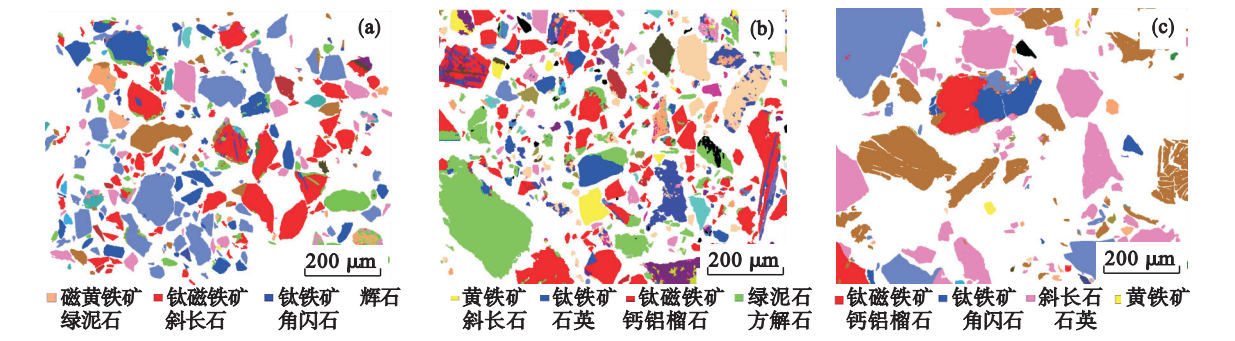 (a)
(b)
(c)
200 μm
200 μm
200 μm
磁黄铁矿 钛磁铁矿 钛铁矿 辉石
绿泥石 斜长石 角闪石
黄铁矿 钛铁矿 钛磁铁矿 绿泥石
斜长石 石英 钙铝榴石 方解石
钛磁铁矿 钛铁矿 斜长石 黄铁矿
钙铝榴石 角闪石 石英